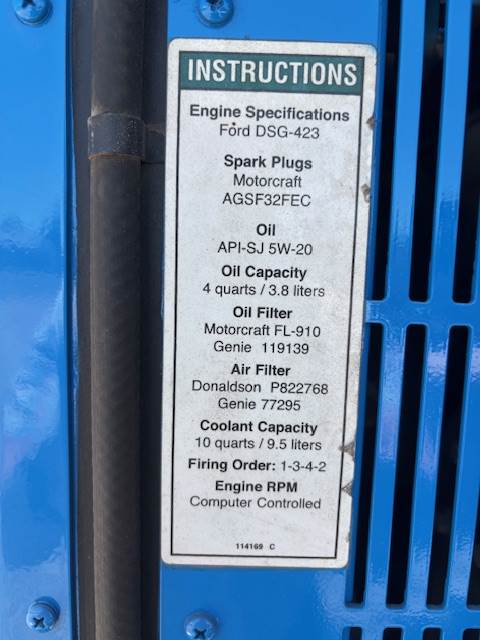 INSTRUCTIONS
Engine Specifications
Ford DSG-423
Spark Plugs
Motorcraft
AGSF32FEC
Oil
API-SJ 5W-20
Oil Capacity
4 quarts / 3.8 liters
Oil Filter
Motorcraft FL-910
Genie 119139
Air Filter
Donaldson P822768
Genie 77295
Coolant Capacity
10 quarts / 9.5 liters
Firing Order: 1-3-4-2
Engine RPM
Computer Controlled
114169 C